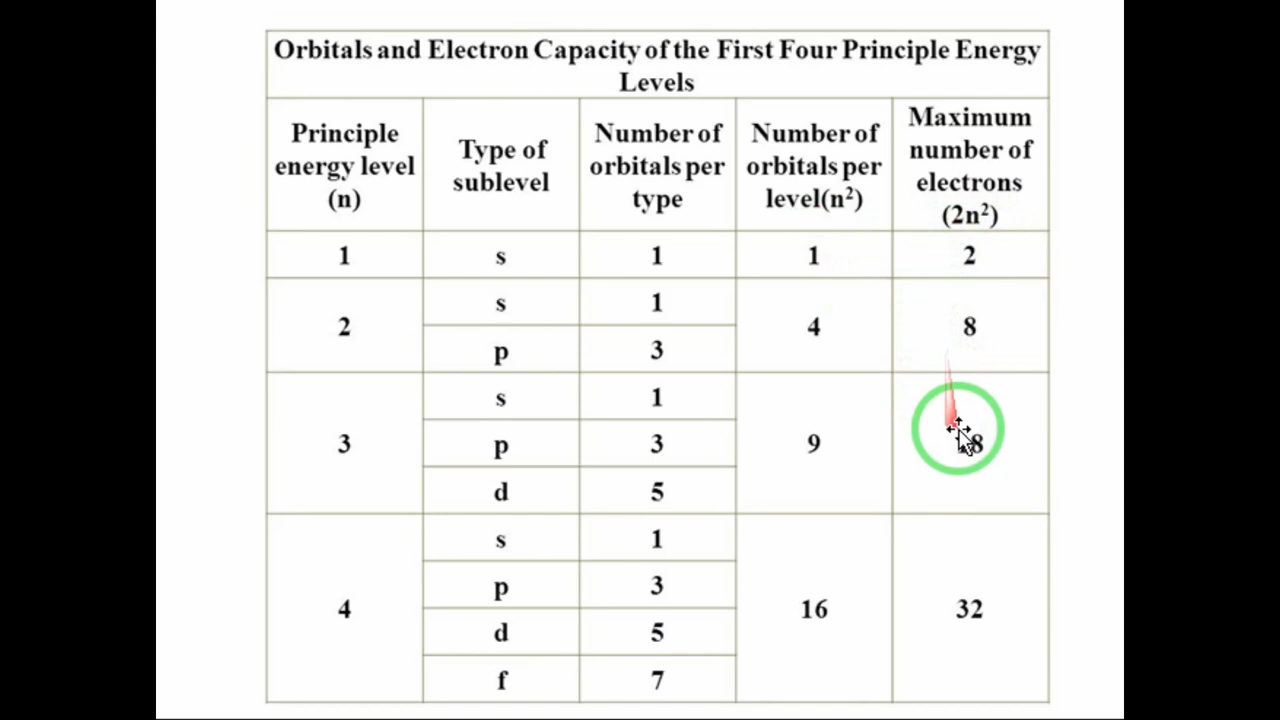 Orbitals and Electron Capacity of the First Four Principle Energy
Levels
Principle
energy level
(n)
Type of
sublevel
Number of
orbitals per
type
Number of
orbitals per
level(n²)
Maximum
number of
electrons
(2n²)
1
s
1
1
2
2
s
1
4
8
p
3
3
s
1
9
p
3
d
5
4
s
1
16
32
p
3
d
5
f
7